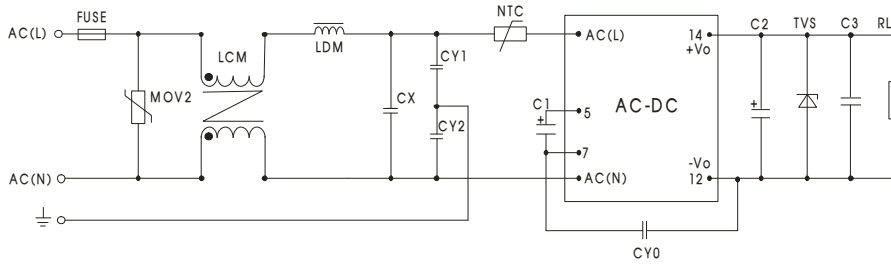 FUSE
NTC
AC(L)
LCM
LDM
MOV2
CX
CY1
CY2
C1
AC(L)
5
7
AC(N)
AC-DC
14
+Vo
-Vo
12
C2
TVS
C3
RL
AC(N)
CY0